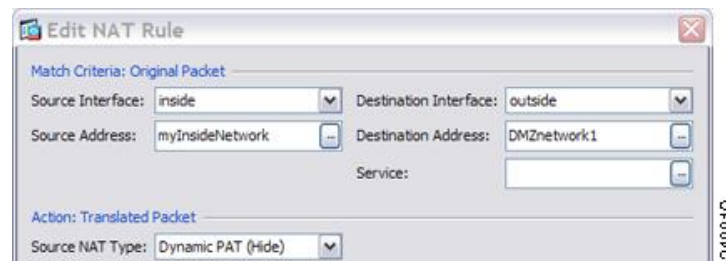 Edit NAT Rule
Match Criteria: Original Packet
Source Interface: inside Destination Interface: outside
Source Address: myInsideNetwork Destination Address: DMZnetwork1
Service:
Action: Translated Packet
Source NAT Type: Dynamic PAT (Hide)